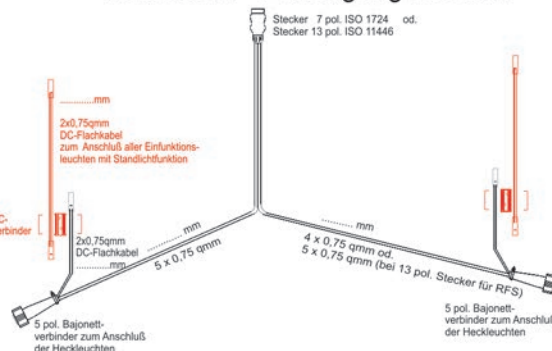 Stecker 7 pol. ISO 1724 od.
Stecker 13 pol. ISO 11446
............mm
2x0,75qmm
DC-Flachkabel
zum Anschluß aller Einfunktions-
leuchten mit Standlichtfunktion
verbinder
2x0,75qmm
DC-Flachkabel
............mm
............ mm
5 x 0,75 qmm
............ mm
4 x 0,75 qmm od.
5 x 0,75 qmm (bei 13 pol. Stecker für RFS)
5 pol. Bajonett-
verbinder zum Anschluß
der Heckleuchten
5 pol. Bajonett-
verbinder zum Anschluß
der Heckleuchten